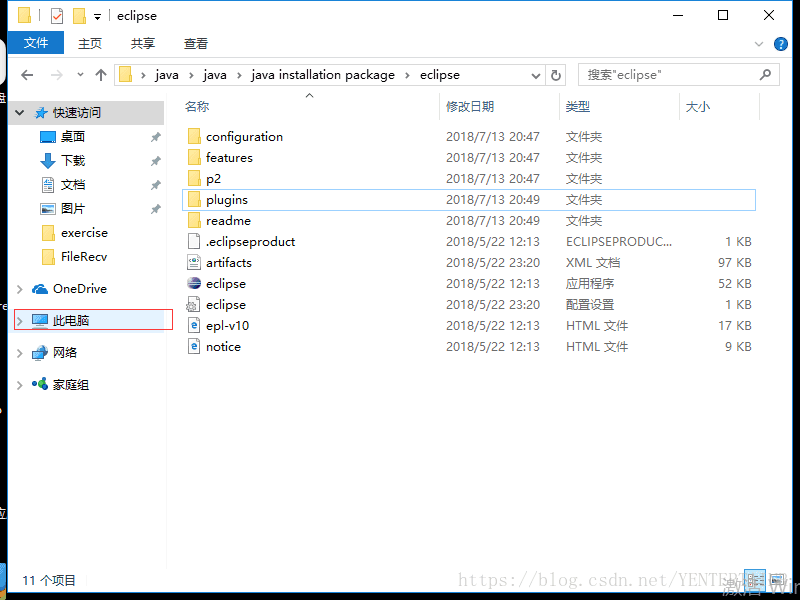 eclipse
文件 主页 共享 查看
java java java installation package eclipse 搜索"eclipse"
名称 修改日期 类型 大小
快速访问
桌面
下载
文档
图片
exercise
FileRecv
OneDrive
此电脑
网络
家庭组
configuration 2018/7/13 20:47 文件夹
features 2018/7/13 20:47 文件夹
p2 2018/7/13 20:47 文件夹
plugins 2018/7/13 20:49 文件夹
readme 2018/7/13 20:49 文件夹
.eclipseproduct 2018/5/22 12:13 ECLIPSEPRODUC... 1 KB
artifacts 2018/5/22 23:20 XML 文档 97 KB
eclipse 2018/5/22 12:13 应用程序 52 KB
eclipse 2018/5/22 23:20 配置设置 1 KB
epl-v10 2018/5/22 12:13 HTML 文件 17 KB
notice 2018/5/22 12:13 HTML 文件 9 KB
11 个项目
激活 Win